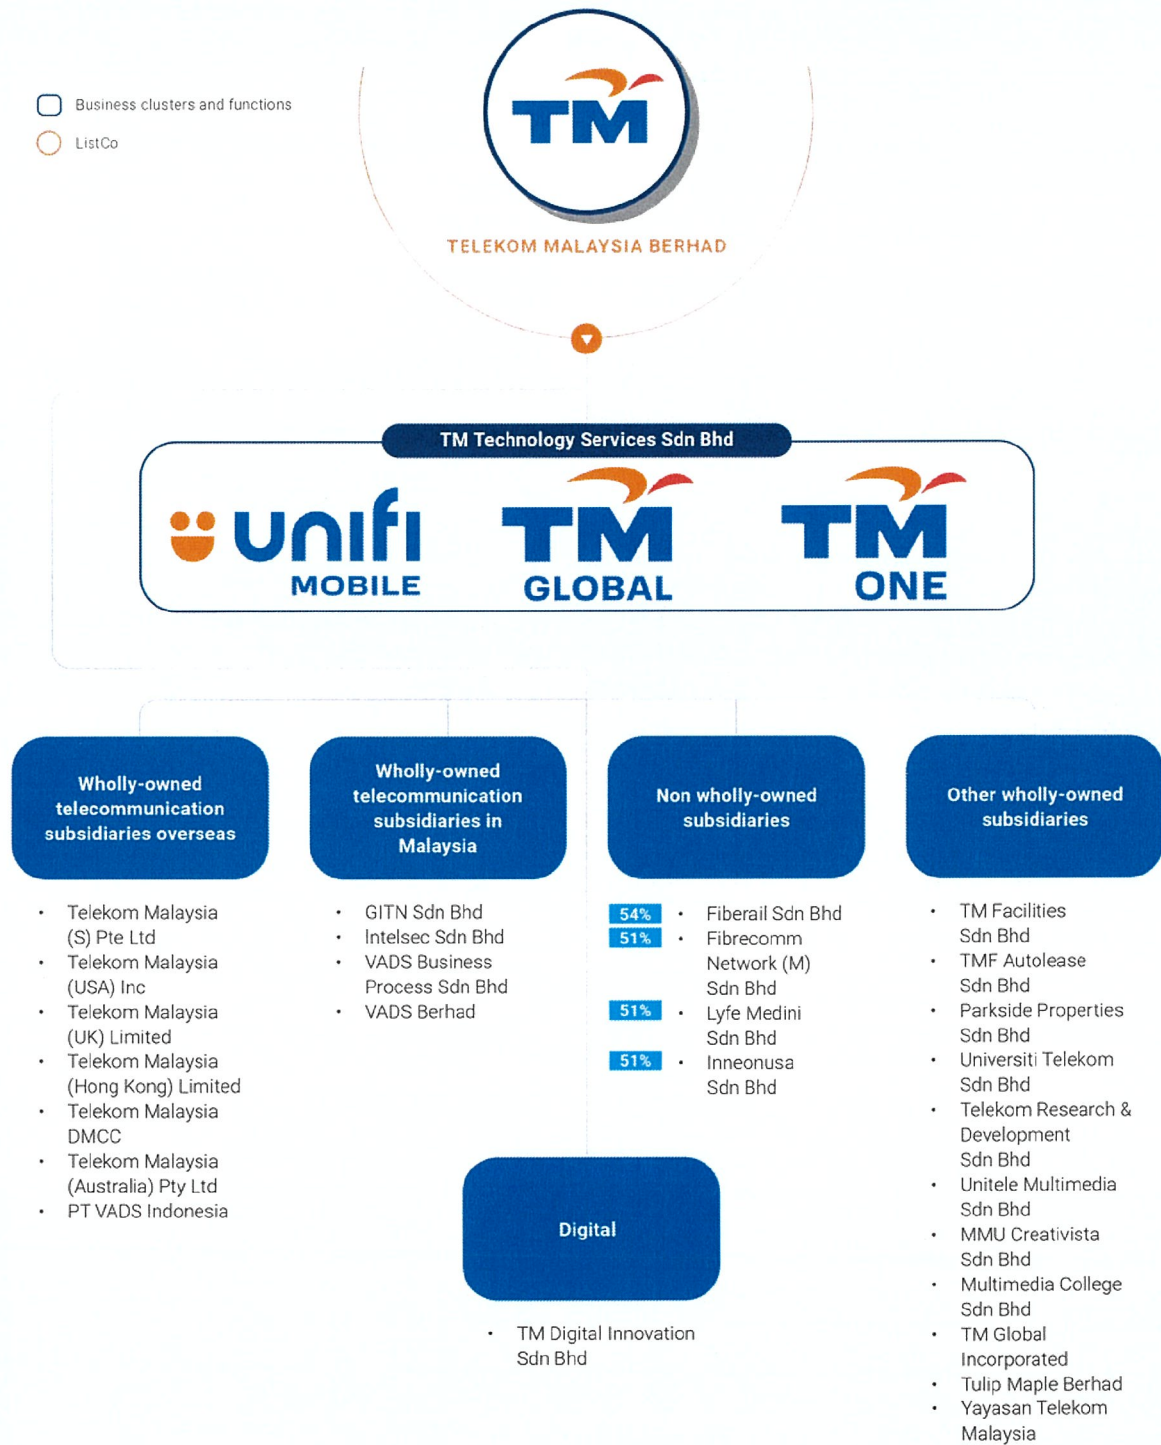 Business clusters and functions
ListCo
TM
TELEKOM MALAYSIA BERHAD
TM Technology Services Sdn Bhd
unifi
MOBILE
TM
GLOBAL
TM
ONE
Wholly-owned
telecommunication
subsidiaries overseas
• Telekom Malaysia
(S) Pte Ltd
• Telekom Malaysia
(USA) Inc
• Telekom Malaysia
(UK) Limited
• Telekom Malaysia
(Hong Kong) Limited
• Telekom Malaysia
DMCC
• Telekom Malaysia
(Australia) Pty Ltd
• PT VADS Indonesia
Wholly-owned
telecommunication
subsidiaries in
Malaysia
• GITN Sdn Bhd
• Intelsec Sdn Bhd
• VADS Business
Process Sdn Bhd
• VADS Berhad
Non wholly-owned
subsidiaries
54% • Fiberail Sdn Bhd
51% • Fibrecomm
Network (M)
Sdn Bhd
51% • Lyfe Medini
Sdn Bhd
51% • Inneonusa
Sdn Bhd
Other wholly-owned
subsidiaries
• TM Facilities
Sdn Bhd
• TMF Autolease
Sdn Bhd
• Parkside Properties
Sdn Bhd
• Universiti Telekom
Sdn Bhd
• Telekom Research &
Development
Sdn Bhd
• Unitele Multimedia
Sdn Bhd
• MMU Creativista
Sdn Bhd
• Multimedia College
Sdn Bhd
• TM Global
Incorporated
• Tulip Maple Berhad
• Yayasan Telekom
Malaysia
Digital
• TM Digital Innovation
Sdn Bhd